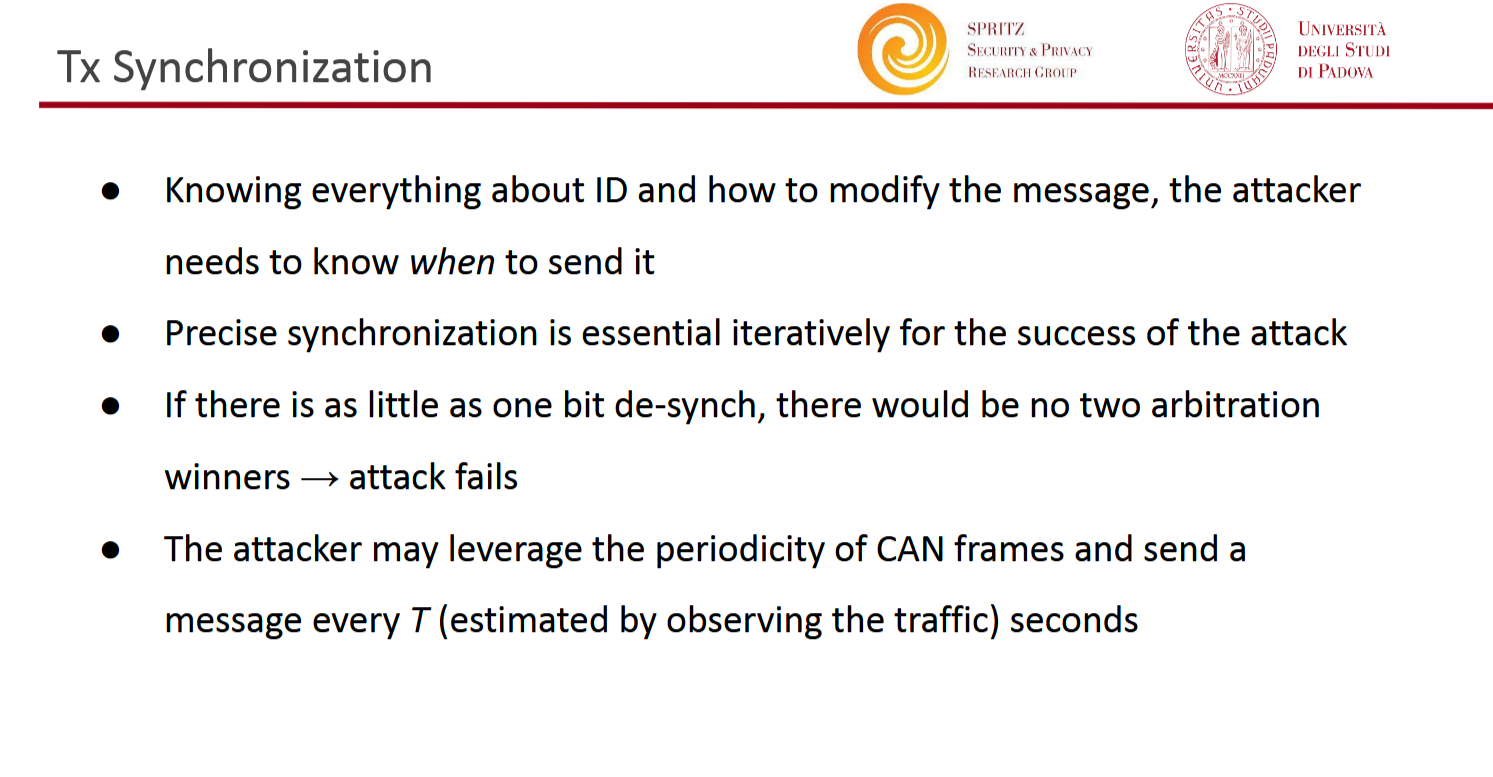 Tx Synchronization
SPRITZ
SECURITY & PRIVACY
RESEARCH GROUP
UNIVERSITÀ
DEGLI STUDI
DI PADOVA
UNIVERSITAS · STUDII PADUANI ·
MCCXXII
● Knowing everything about ID and how to modify the message, the attacker
needs to know when to send it
● Precise synchronization is essential iteratively for the success of the attack
● If there is as little as one bit de-synch, there would be no two arbitration
winners → attack fails
● The attacker may leverage the periodicity of CAN frames and send a
message every T (estimated by observing the traffic) seconds